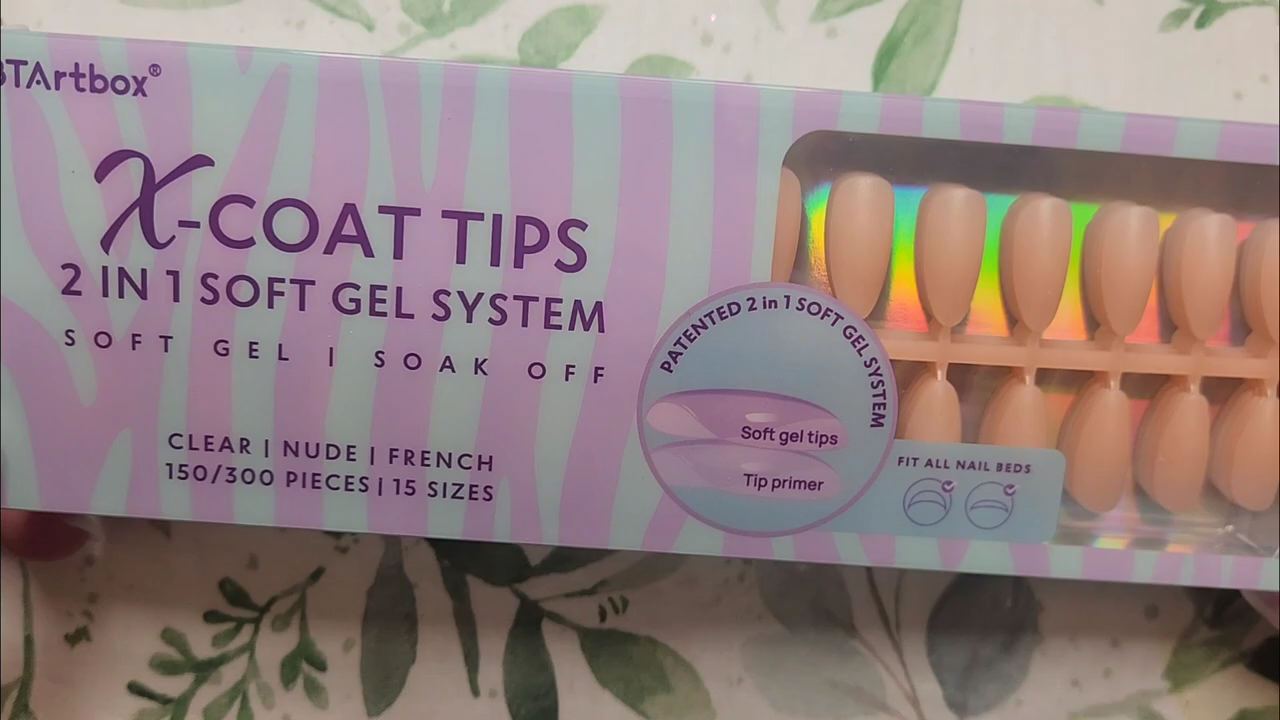 BTArtbox®
X-COAT TIPS
2 IN 1 SOFT GEL SYSTEM
SOFT GEL | SOAK OFF
CLEAR | NUDE | FRENCH
150/300 PIECES | 15 SIZES
PATENTED 2 in 1 SOFT GEL SYSTEM
Soft gel tips
Tip primer
FIT ALL NAIL BEDS